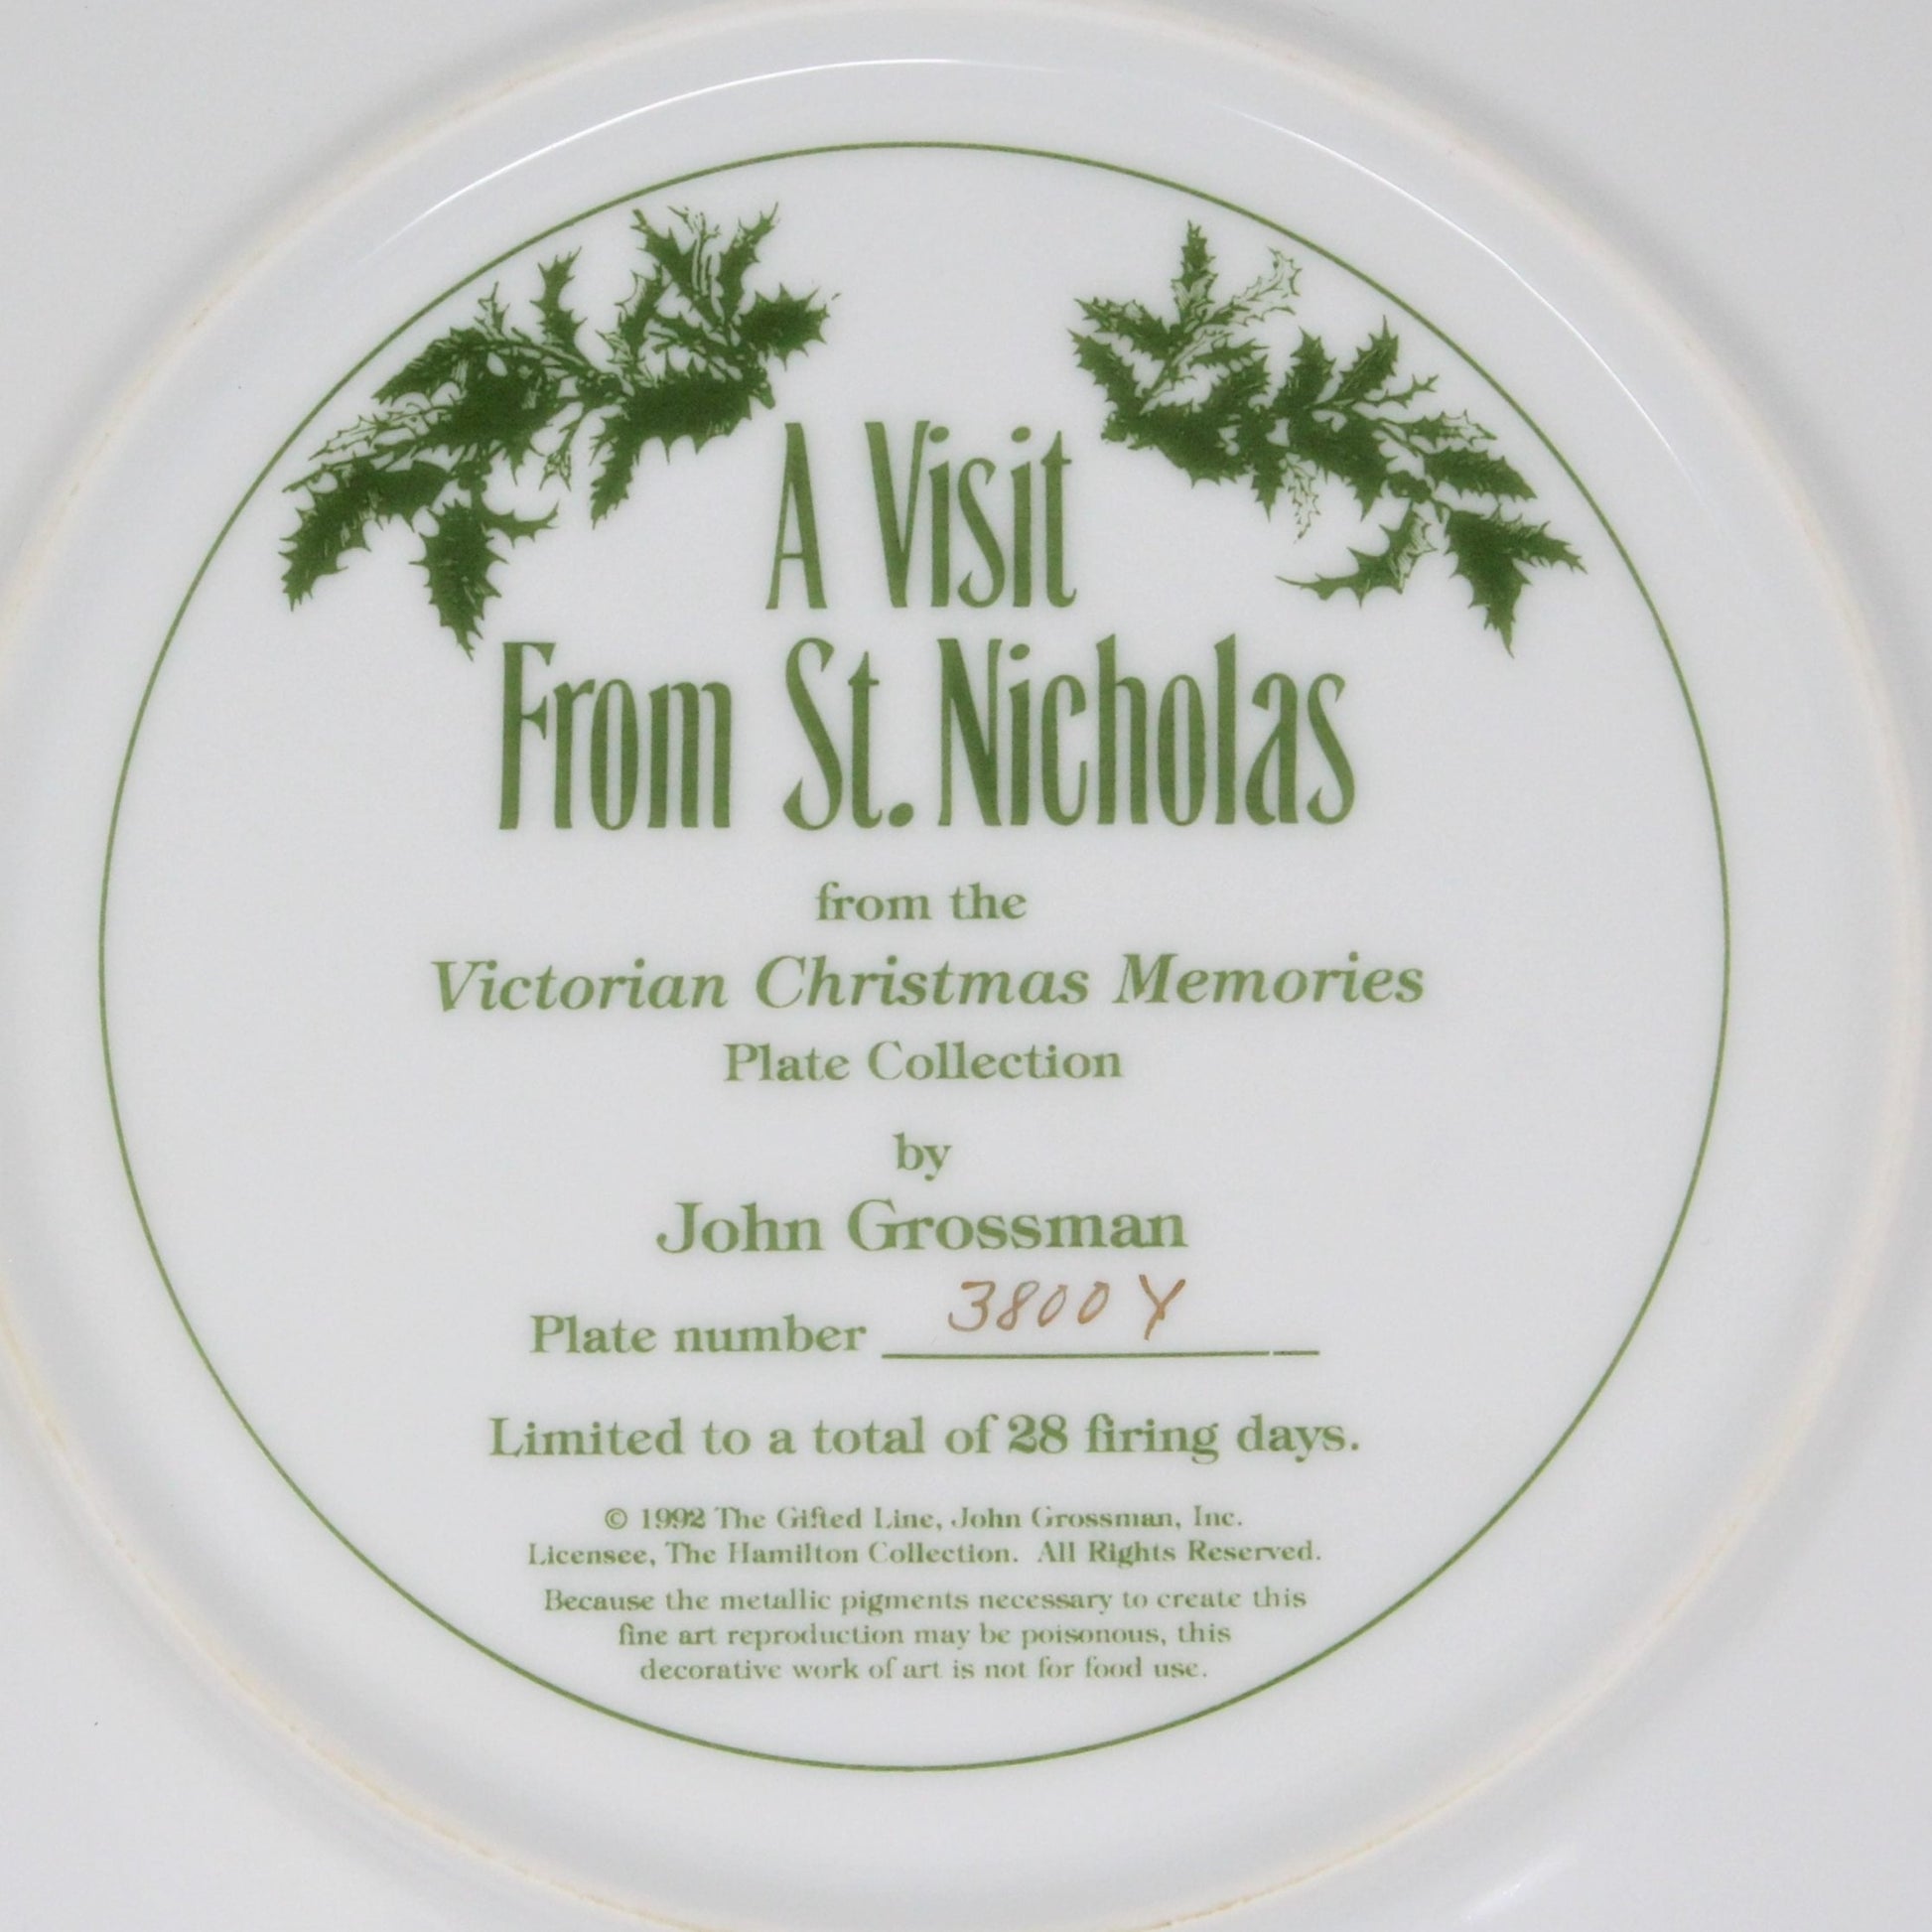 A Visit
From St. Nicholas
from the
Victorian Christmas Memories
Plate Collection
by
John Grossman
Plate number 3800Y
Limited to a total of 28 firing days.
© 1992 The Gifted Line, John Grossman, Inc.
Licensee, The Hamilton Collection. All Rights Reserved.
Because the metallic pigments necessary to create this
fine art reproduction may be poisonous, this
decorative work of art is not for food use.